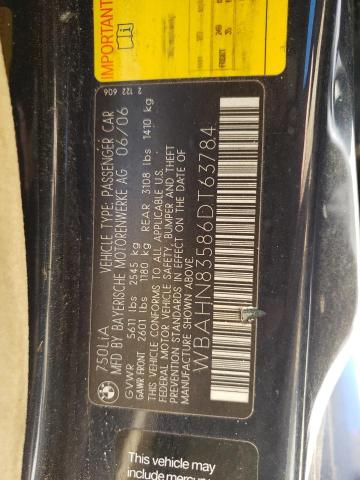 750LiA VEHICLE TYPE: PASSENGER CAR
MFD BY BAYERISCHE MOTORENWERKE AG 06/06
GVWR 5611 lbs 2545 kg
GAWR FRONT 2601 lbs 1180 kg REAR 3108 lbs 1410 kg
THIS VEHICLE CONFORMS TO ALL APPLICABLE
FEDERAL MOTOR VEHICLE SAFETY, BUMPER AND THEFT
PREVENTION STANDARDS IN EFFECT ON THE DATE OF
MANUFACTURE SHOWN ABOVE.
WBAHN83586DT63784
2 122 606
IMPORTANT
This vehicle may
include mercury